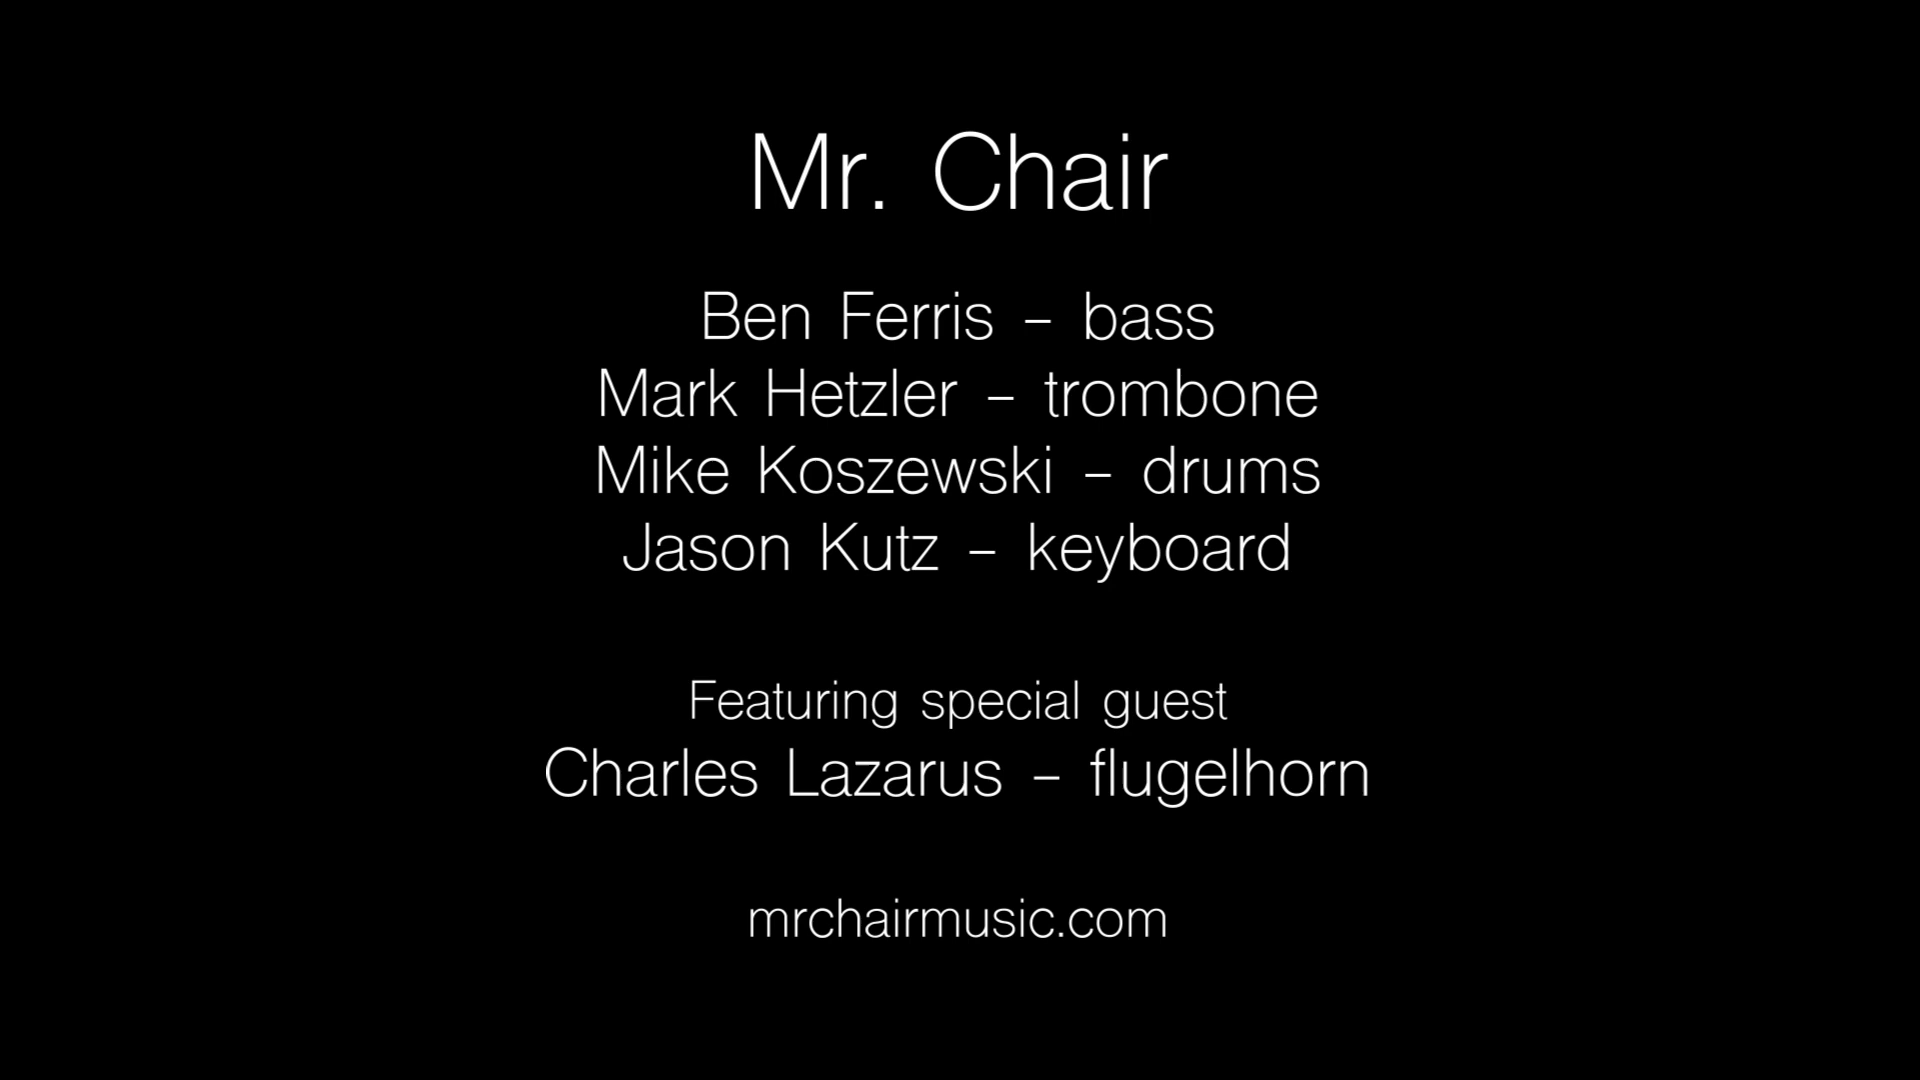 Mr. Chair
Ben Ferris – bass
Mark Hetzler – trombone
Mike Koszewski – drums
Jason Kutz – keyboard
Featuring special guest
Charles Lazarus – flugelhorn
mrchairmusic.com